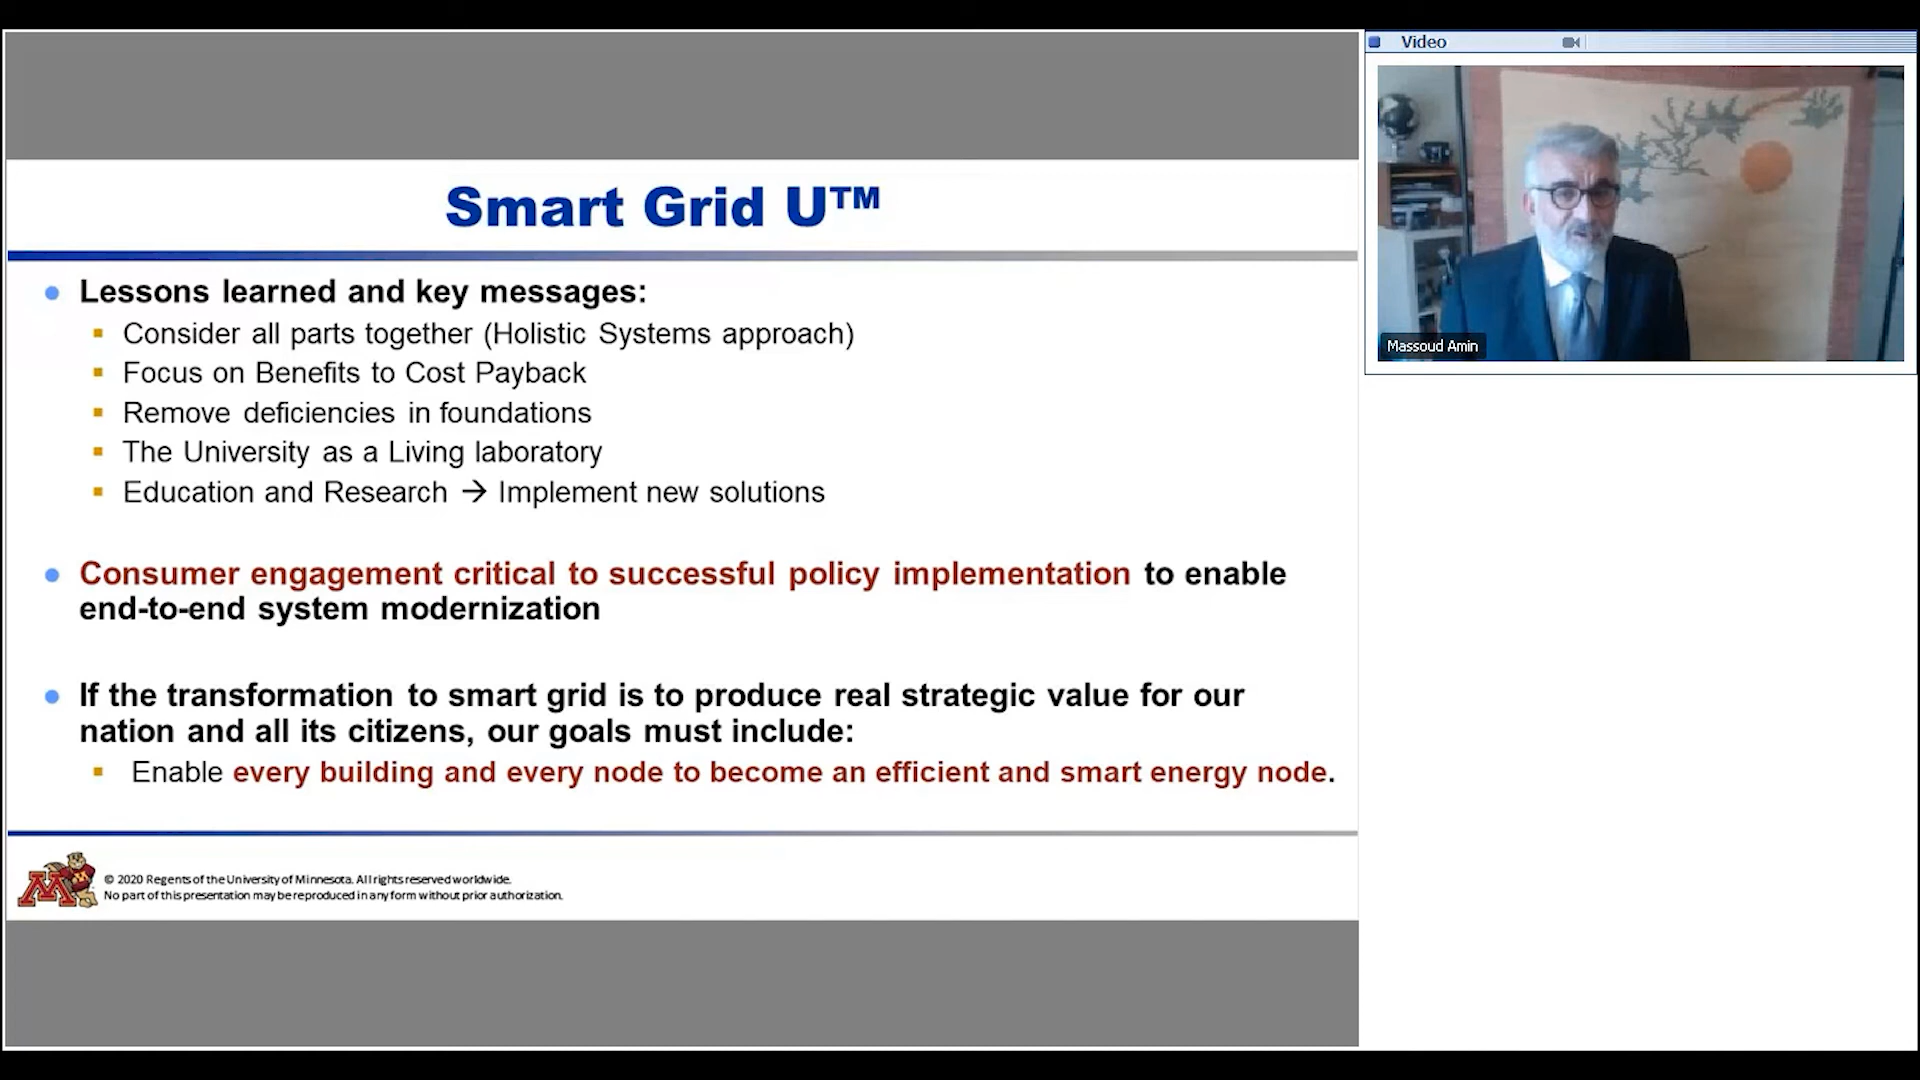 Smart Grid U™
Lessons learned and key messages:
Consider all parts together (Holistic Systems approach)
Focus on Benefits to Cost Payback
Remove deficiencies in foundations
The University as a Living laboratory
Education and Research → Implement new solutions
Consumer engagement critical to successful policy implementation to enable
end-to-end system modernization
If the transformation to smart grid is to produce real strategic value for our
nation and all its citizens, our goals must include:
Enable every building and every node to become an efficient and smart energy node.
M
© 2020 Regents of the University of Minnesota. All rights reserved worldwide.
No part of this presentation may be reproduced in any form without prior authorization.
Video
Massoud Amin